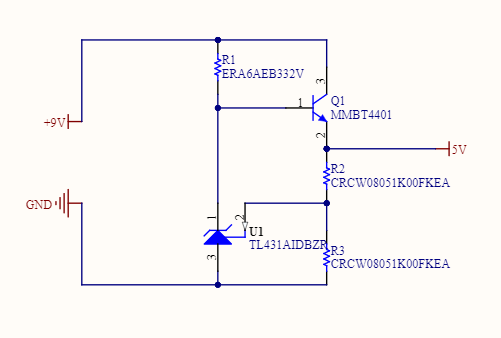 R1
ERA6AEB332V
3
1
Q1
MMBT4401
+9V
2
5V
R2
CRCW08051K00FKEA
GND
1
2
U1
TL431AIDBZR
R3
3
CRCW08051K00FKEA